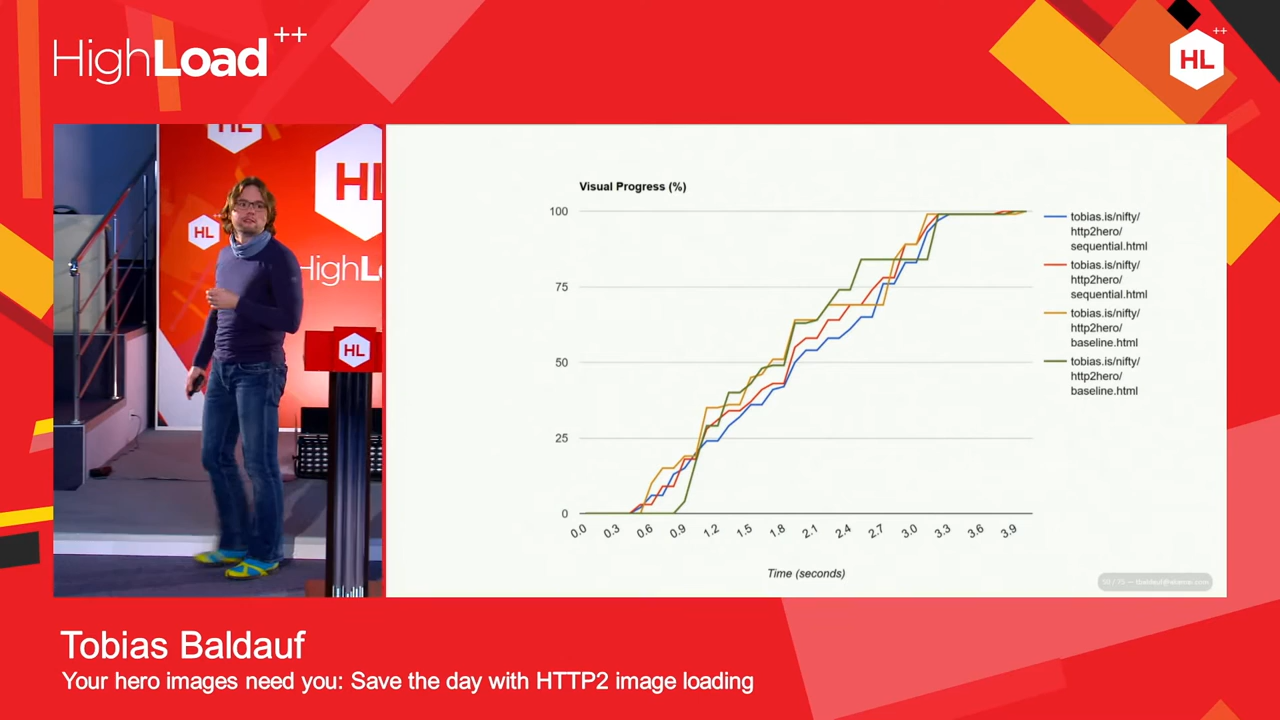 HighLoad++
HL ++
HL
HL
HL
HighL
HL
Visual Progress (%)
100
75
50
25
0
0.0 0.3 0.6 0.9 1.2 1.5 1.8 2.1 2.4 2.7 3.0 3.3 3.6 3.9
Time (seconds)
tobias.is/nifty/
http2hero/
sequential.html
tobias.is/nifty/
http2hero/
sequential.html
tobias.is/nifty/
http2hero/
baseline.html
tobias.is/nifty/
http2hero/
baseline.html
Tobias Baldauf
Your hero images need you: Save the day with HTTP2 image loading